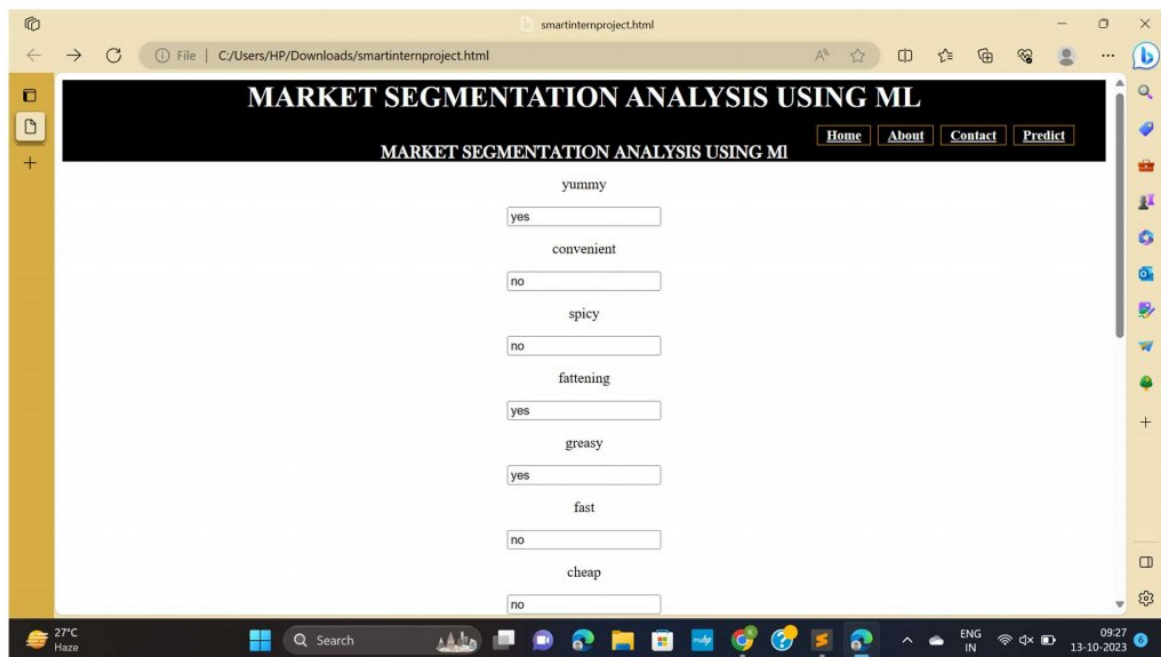 smartinternproject.html
File | C:/Users/HP/Downloads/smartinternproject.html
MARKET SEGMENTATION ANALYSIS USING ML
Home About Contact Predict
MARKET SEGMENTATION ANALYSIS USING Ml
yummy
yes
convenient
no
spicy
no
fattening
yes
greasy
yes
fast
no
cheap
no
27°C
Haze
Search
ENG
IN
09:27
13-10-2023
6